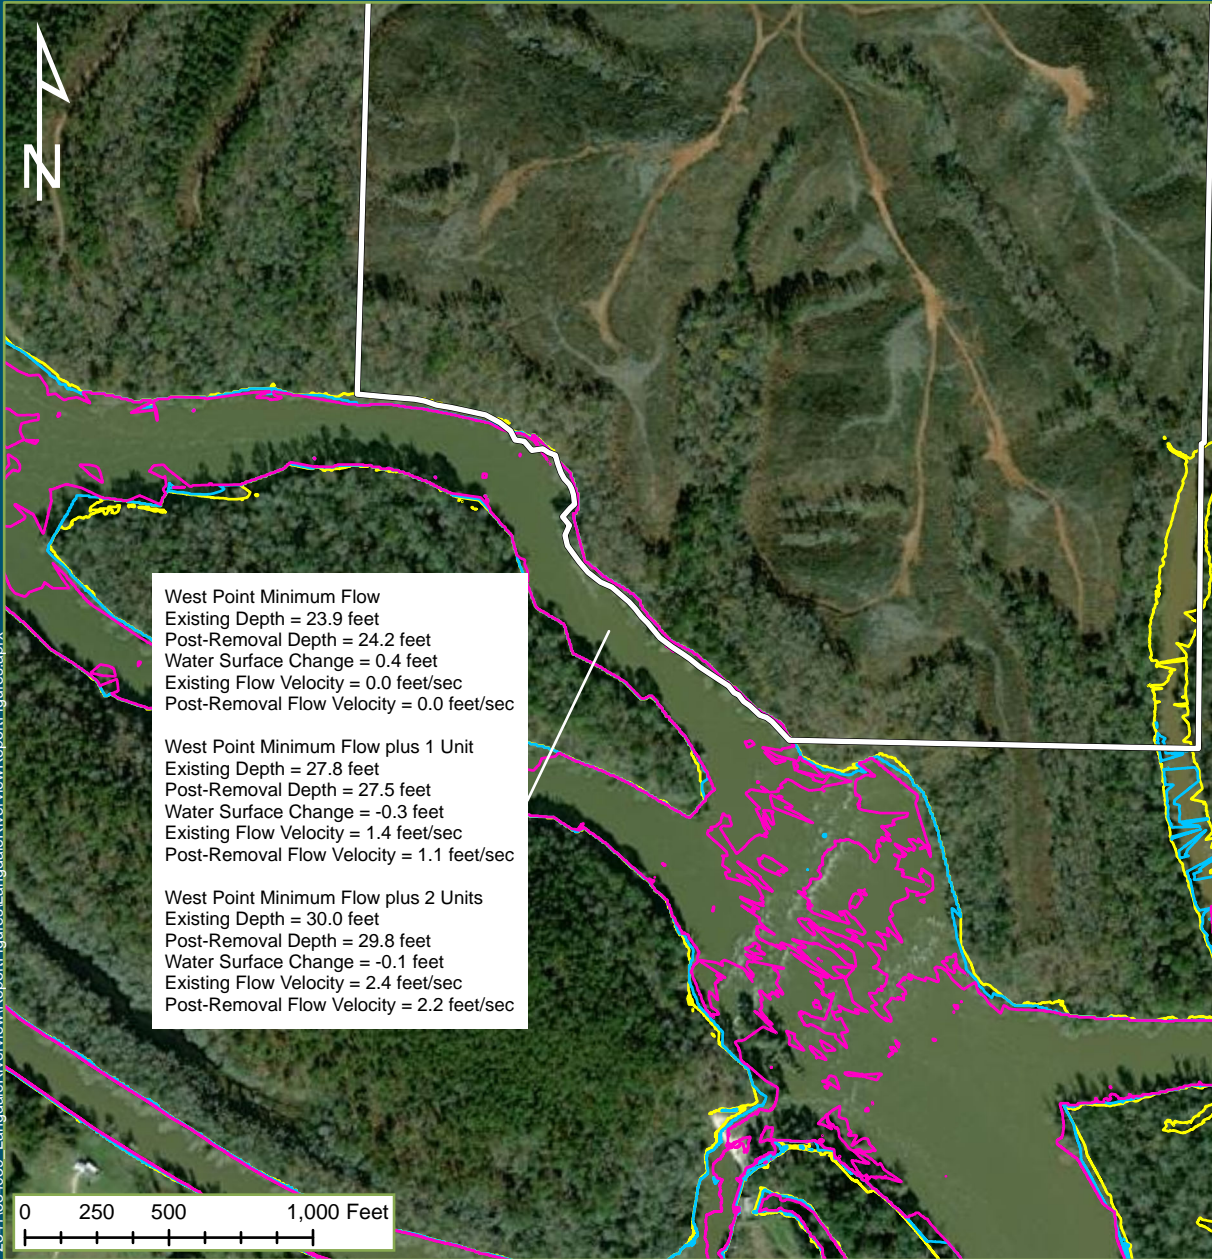 N
West Point Minimum Flow
Existing Depth = 23.9 feet
Post-Removal Depth = 24.2 feet
Water Surface Change = 0.4 feet
Existing Flow Velocity = 0.0 feet/sec
Post-Removal Flow Velocity = 0.0 feet/sec
West Point Minimum Flow plus 1 Unit
Existing Depth = 27.8 feet
Post-Removal Depth = 27.5 feet
Water Surface Change = -0.3 feet
Existing Flow Velocity = 1.4 feet/sec
Post-Removal Flow Velocity = 1.1 feet/sec
West Point Minimum Flow plus 2 Units
Existing Depth = 30.0 feet
Post-Removal Depth = 29.8 feet
Water Surface Change = -0.1 feet
Existing Flow Velocity = 2.4 feet/sec
Post-Removal Flow Velocity = 2.2 feet/sec
0 250 500 1,000 Feet